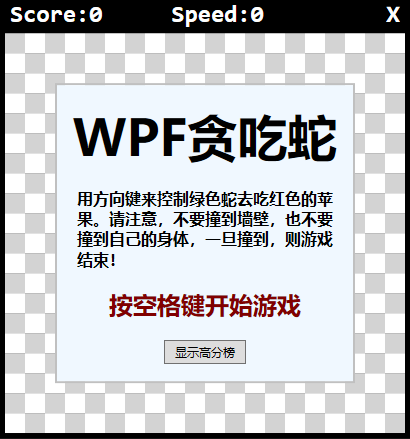 Score:0 Speed:0 X
WPF贪吃蛇
用方向键来控制绿色蛇去吃红色的苹
果。请注意，不要撞到墙壁，也不要
撞到自己的身体，一旦撞到，则游戏
结束！
按空格键开始游戏
显示高分榜